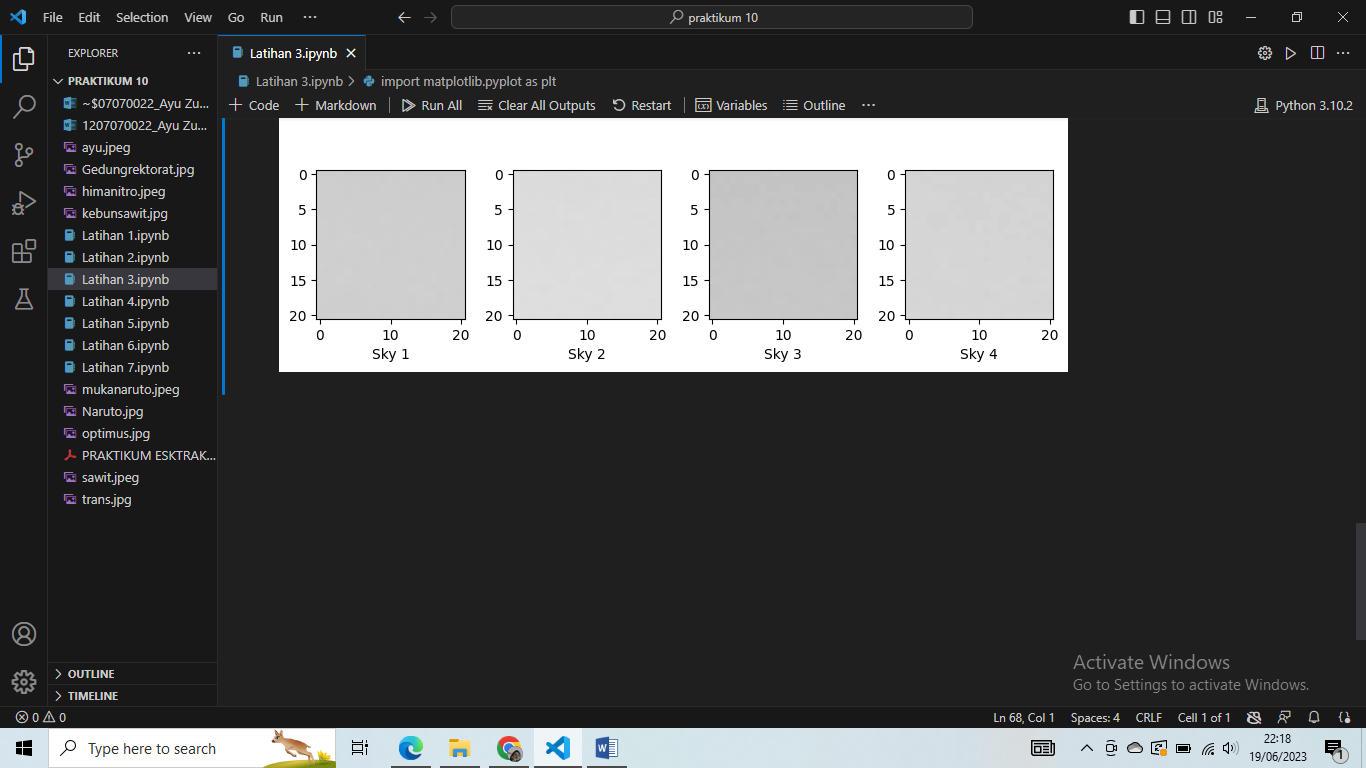 File Edit Selection View Go Run ··· praktikum 10
EXPLORER ···
PRAKTIKUM 10
~$07070022_Ayu Zu...
1207070022_Ayu Zu...
ayu.jpeg
Gedungrektorat.jpg
himanitro.jpeg
kebunsawit.jpg
Latihan 1.ipynb
Latihan 2.ipynb
Latihan 3.ipynb
Latihan 4.ipynb
Latihan 5.ipynb
Latihan 6.ipynb
Latihan 7.ipynb
mukanaruto.jpeg
Naruto.jpg
optimus.jpg
PRAKTIKUM ESKTRAK...
sawit.jpeg
trans.jpg
OUTLINE
TIMELINE
Latihan 3.ipynb
Latihan 3.ipynb > import matplotlib.pyplot as plt
Code Markdown Run All Clear All Outputs Restart Variables Outline ··· Python 3.10.2
0 0 0 0
5 5 5 5
10 10 10 10
15 15 15 15
20 20 20 20
0 10 20 0 10 20 0 10 20 0 10 20
Sky 1 Sky 2 Sky 3 Sky 4
Activate Windows
Go to Settings to activate Windows.
0 0 Ln 68, Col 1 Spaces: 4 CRLF Cell 1 of 1
Type here to search
22:18
19/06/2023
1